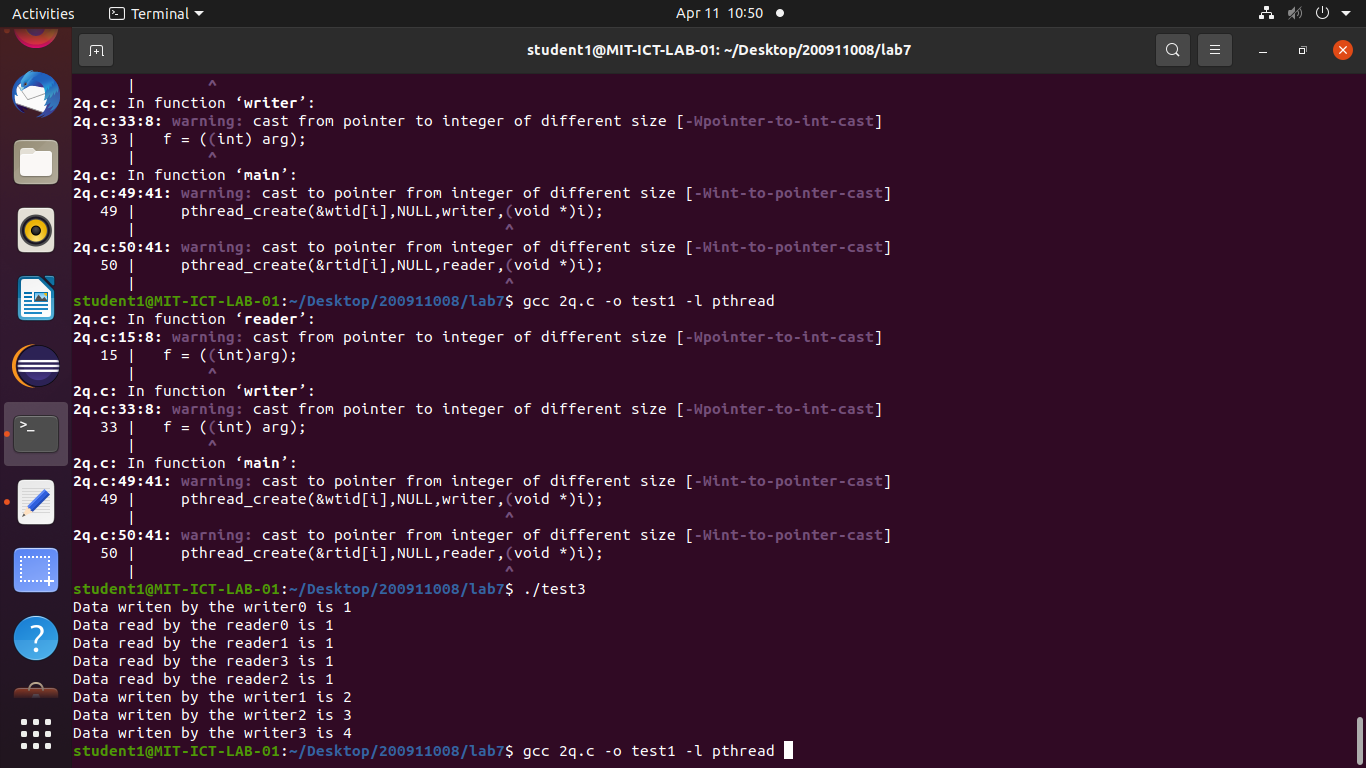 Activities
Terminal
Apr 11 10:50
student1@MIT-ICT-LAB-01: ~/Desktop/200911008/lab7
| ^
2q.c: In function ‘writer’:
2q.c:33:8: warning: cast from pointer to integer of different size [-Wpointer-to-int-cast]
33 | f = ((int) arg);
| ^
2q.c: In function ‘main’:
2q.c:49:41: warning: cast to pointer from integer of different size [-Wint-to-pointer-cast]
49 | pthread_create(&wtid[i],NULL,writer,(void *)i);
| ^
2q.c:50:41: warning: cast to pointer from integer of different size [-Wint-to-pointer-cast]
50 | pthread_create(&rtid[i],NULL,reader,(void *)i);
| ^
student1@MIT-ICT-LAB-01:~/Desktop/200911008/lab7$ gcc 2q.c -o test1 -l pthread
2q.c: In function ‘reader’:
2q.c:15:8: warning: cast from pointer to integer of different size [-Wpointer-to-int-cast]
15 | f = ((int)arg);
| ^
2q.c: In function ‘writer’:
2q.c:33:8: warning: cast from pointer to integer of different size [-Wpointer-to-int-cast]
33 | f = ((int) arg);
| ^
2q.c: In function ‘main’:
2q.c:49:41: warning: cast to pointer from integer of different size [-Wint-to-pointer-cast]
49 | pthread_create(&wtid[i],NULL,writer,(void *)i);
| ^
2q.c:50:41: warning: cast to pointer from integer of different size [-Wint-to-pointer-cast]
50 | pthread_create(&rtid[i],NULL,reader,(void *)i);
| ^
student1@MIT-ICT-LAB-01:~/Desktop/200911008/lab7$ ./test3
Data writen by the writer0 is 1
Data read by the reader0 is 1
Data read by the reader1 is 1
Data read by the reader3 is 1
Data read by the reader2 is 1
Data writen by the writer1 is 2
Data writen by the writer2 is 3
Data writen by the writer3 is 4
student1@MIT-ICT-LAB-01:~/Desktop/200911008/lab7$ gcc 2q.c -o test1 -l pthread